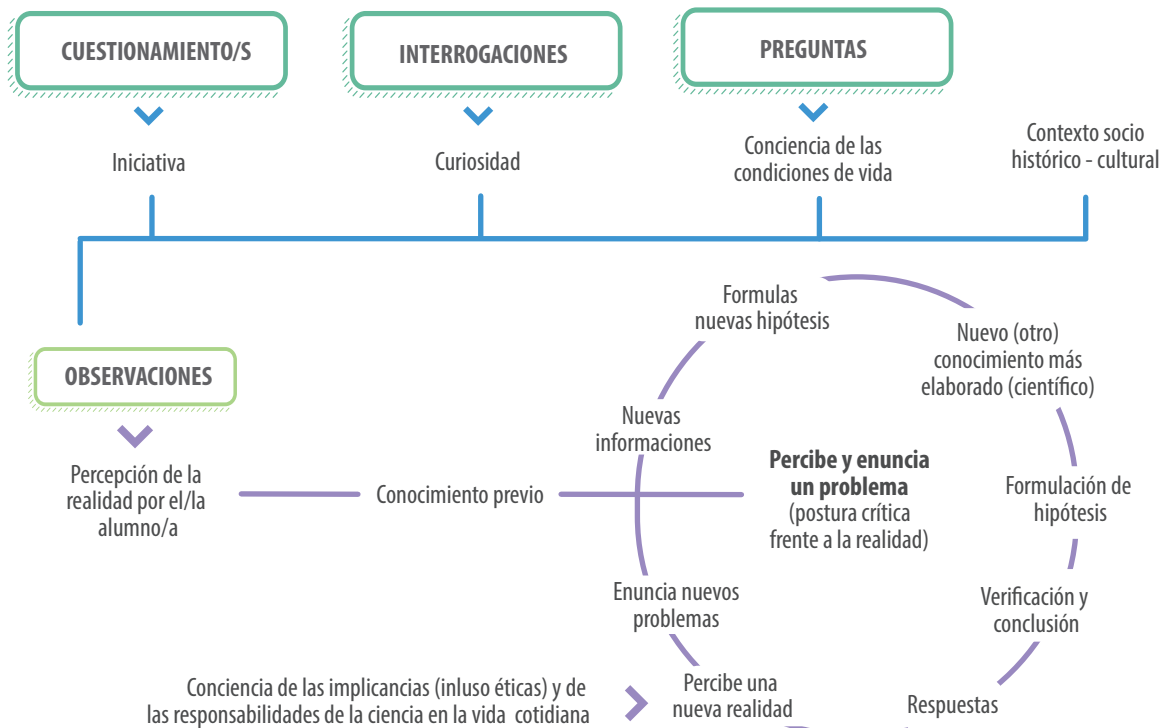 CUESTIONAMIENTO/S
INTERROGACIONES
PREGUNTAS
Iniciativa
Curiosidad
Conciencia de las
condiciones de vida
Contexto socio
histórico - cultural
OBSERVACIONES
Percepción de la
realidad por el/la
alumno/a
Conocimiento previo
Percibe y enuncia
un problema
(postura crítica
frente a la realidad)
Formulas
nuevas hipótesis
Nuevo (otro)
conocimiento más
elaborado (científico)
Formulación de
hipótesis
Verificación y
conclusión
Respuestas
Percibe una
nueva realidad
Enuncia nuevos
problemas
Nuevas
informaciones
Conciencia de las implicancias (inluso éticas) y de
las responsabilidades de la ciencia en la vida cotidiana